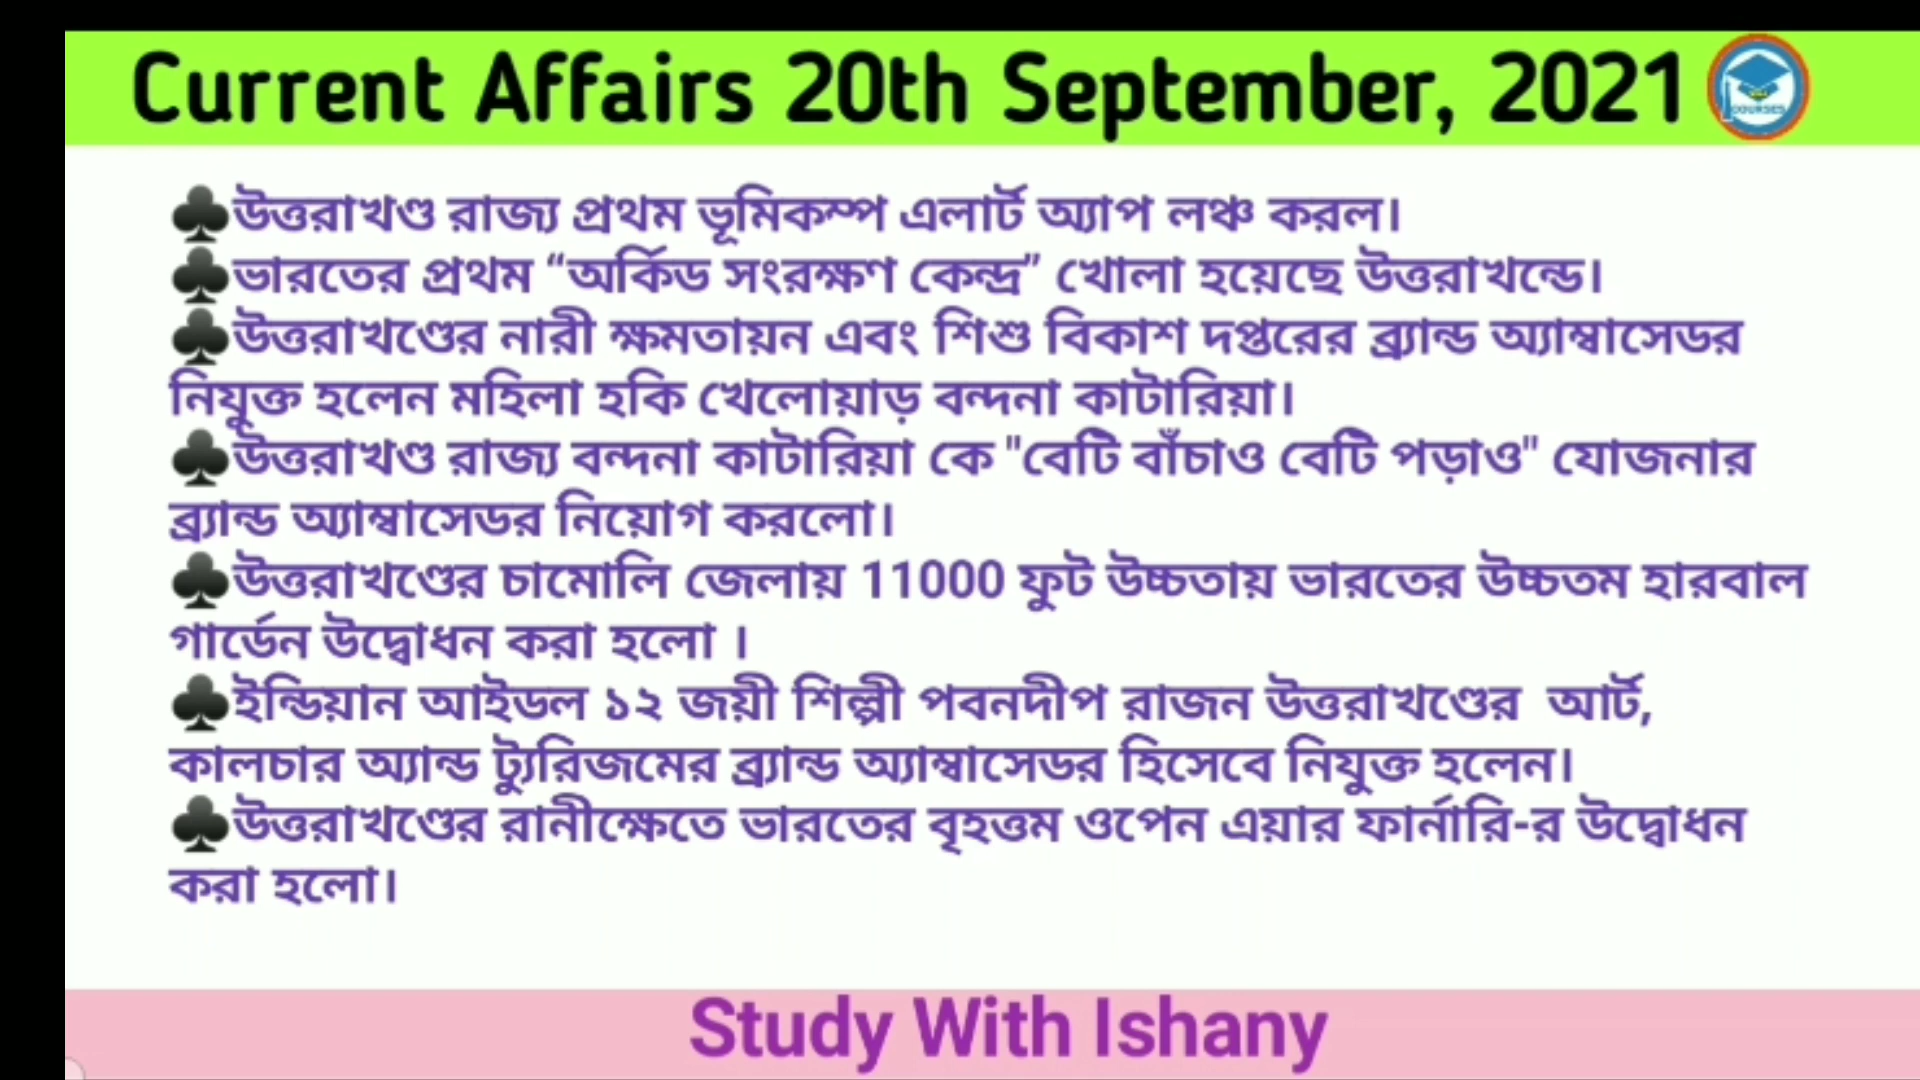 Current Affairs 20th September, 2021
COURSES
♣উত্তরাখণ্ড রাজ্য প্রথম ভূমিকম্প এলার্ট অ্যাপ লঞ্চ করল।
♣ভারতের প্রথম “অর্কিড সংরক্ষণ কেন্দ্র” খোলা হয়েছে উত্তরাখন্ডে।
♣উত্তরাখণ্ডের নারী ক্ষমতায়ন এবং শিশু বিকাশ দপ্তরের ব্র্যান্ড অ্যাম্বাসেডর
নিযুক্ত হলেন মহিলা হকি খেলোয়াড় বন্দনা কাটারিয়া।
♣উত্তরাখণ্ড রাজ্য বন্দনা কাটারিয়া কে "বেটি বাঁচাও বেটি পড়াও" যোজনার
ব্র্যান্ড অ্যাম্বাসেডর নিয়োগ করলো।
♣উত্তরাখণ্ডের চামোলি জেলায় 11000 ফুট উচ্চতায় ভারতের উচ্চতম হারবাল
গার্ডেন উদ্বোধন করা হলো ।
♣ইন্ডিয়ান আইডল ১২ জয়ী শিল্পী পবনদীপ রাজন উত্তরাখণ্ডের আর্ট,
কালচার অ্যান্ড ট্যুরিজমের ব্র্যান্ড অ্যাম্বাসেডর হিসেবে নিযুক্ত হলেন।
♣উত্তরাখণ্ডের রানীক্ষেতে ভারতের বৃহত্তম ওপেন এয়ার ফার্নারি-র উদ্বোধন
করা হলো।
Study With Ishany